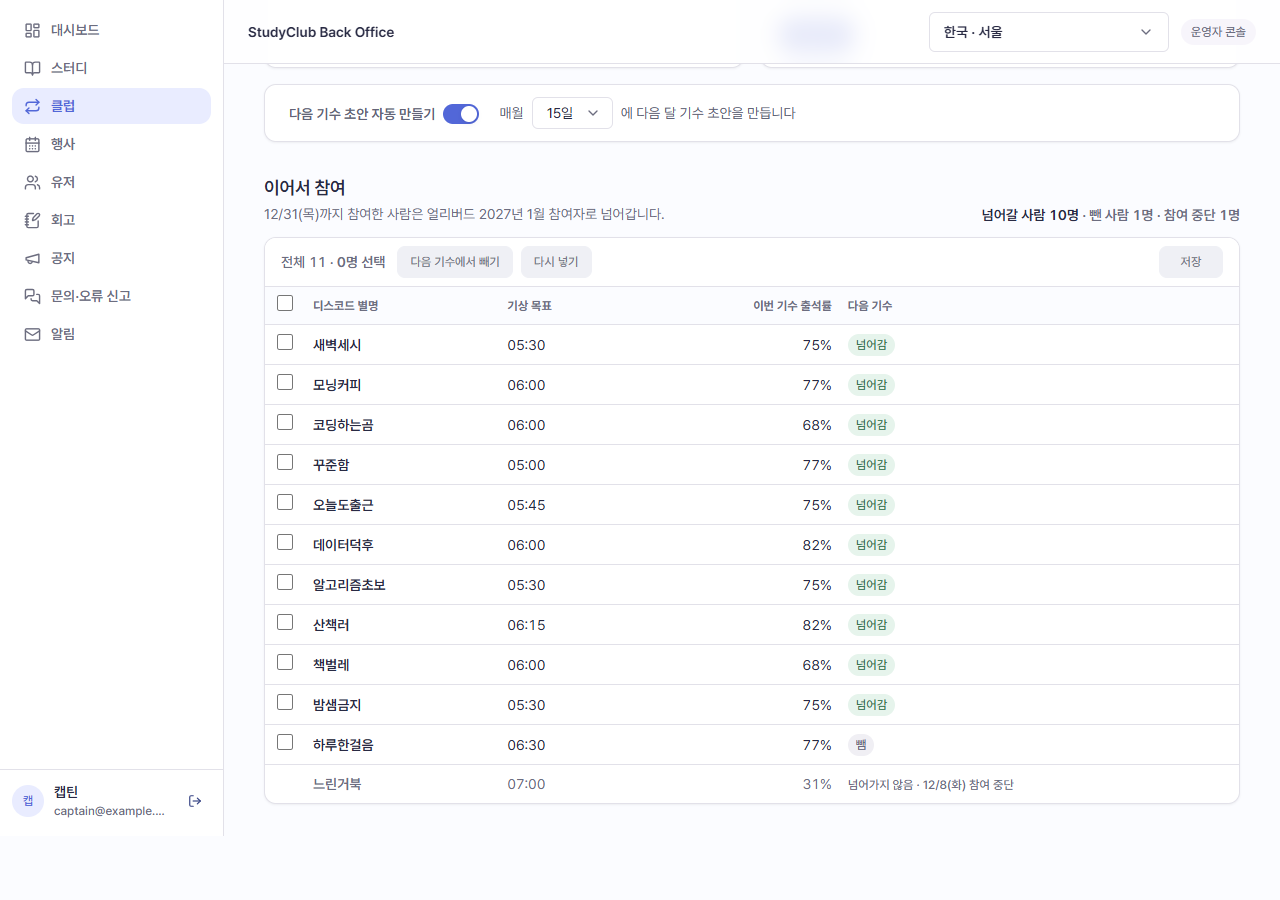 대시보드
스터디
클럽
행사
유저
회고
공지
문의·오류 신고
알림
캡
캡틴
captain@example....
StudyClub Back Office
한국 · 서울
운영자 콘솔
다음 기수 초안 자동 만들기 매월 15일 에 다음 달 기수 초안을 만듭니다
이어서 참여
12/31(목)까지 참여한 사람은 얼리버드 2027년 1월 참여자로 넘어갑니다.
넘어갈 사람 10명 · 뺀 사람 1명 · 참여 중단 1명
전체 11 · 0명 선택 다음 기수에서 빼기 다시 넣기 저장
디스코드 별명 기상 목표 이번 기수 출석률 다음 기수
새벽세시 05:30 75% 넘어감
모닝커피 06:00 77% 넘어감
코딩하는곰 06:00 68% 넘어감
꾸준함 05:00 77% 넘어감
오늘도출근 05:45 75% 넘어감
데이터덕후 06:00 82% 넘어감
알고리즘초보 05:30 75% 넘어감
산책러 06:15 82% 넘어감
책벌레 06:00 68% 넘어감
밤샘금지 05:30 75% 넘어감
하루한걸음 06:30 77% 뺌
느린거북 07:00 31% 넘어가지 않음 · 12/8(화) 참여 중단